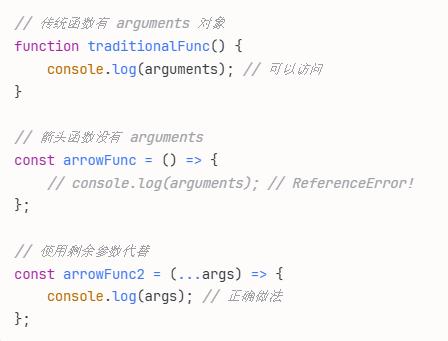 // 传统函数有 arguments 对象
function traditionalFunc() {
    console.log(arguments); // 可以访问
}

// 箭头函数没有 arguments
const arrowFunc = () => {
    // console.log(arguments); // ReferenceError!
};

// 使用剩余参数代替
const arrowFunc2 = (...args) => {
    console.log(args); // 正确做法
};